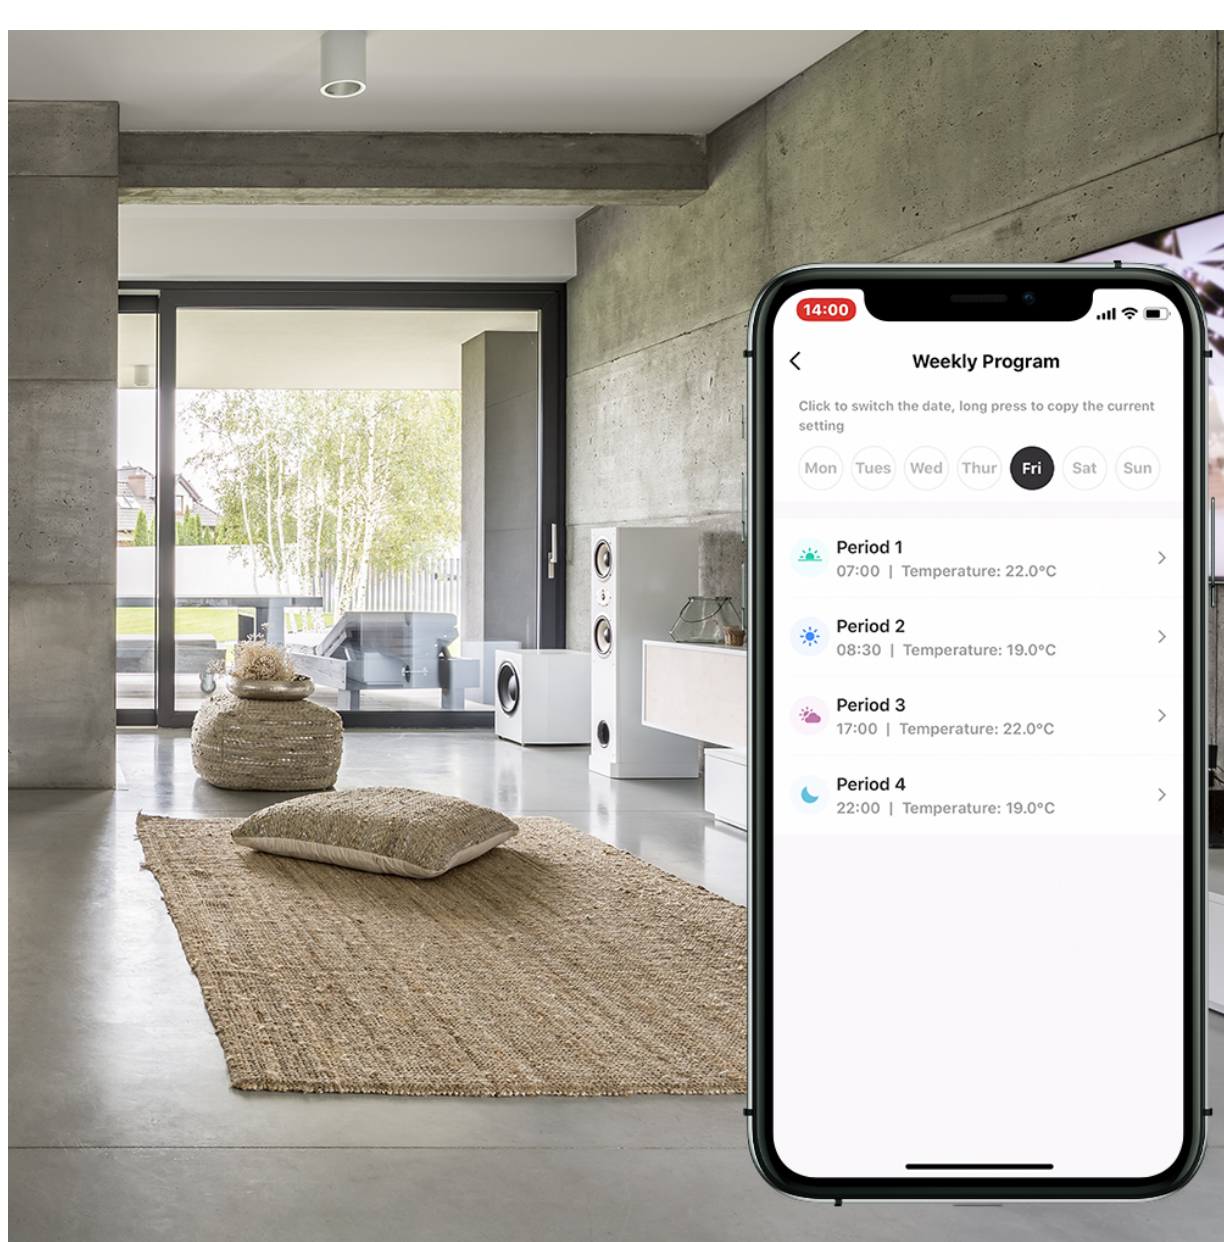 14:00
Weekly Program
Click to switch the date, long press to copy the current
setting
Mon Tues Wed Thur Fri Sat Sun
Period 1
07:00 | Temperature: 22.0°C
Period 2
08:30 | Temperature: 19.0°C
Period 3
17:00 | Temperature: 22.0°C
Period 4
22:00 | Temperature: 19.0°C